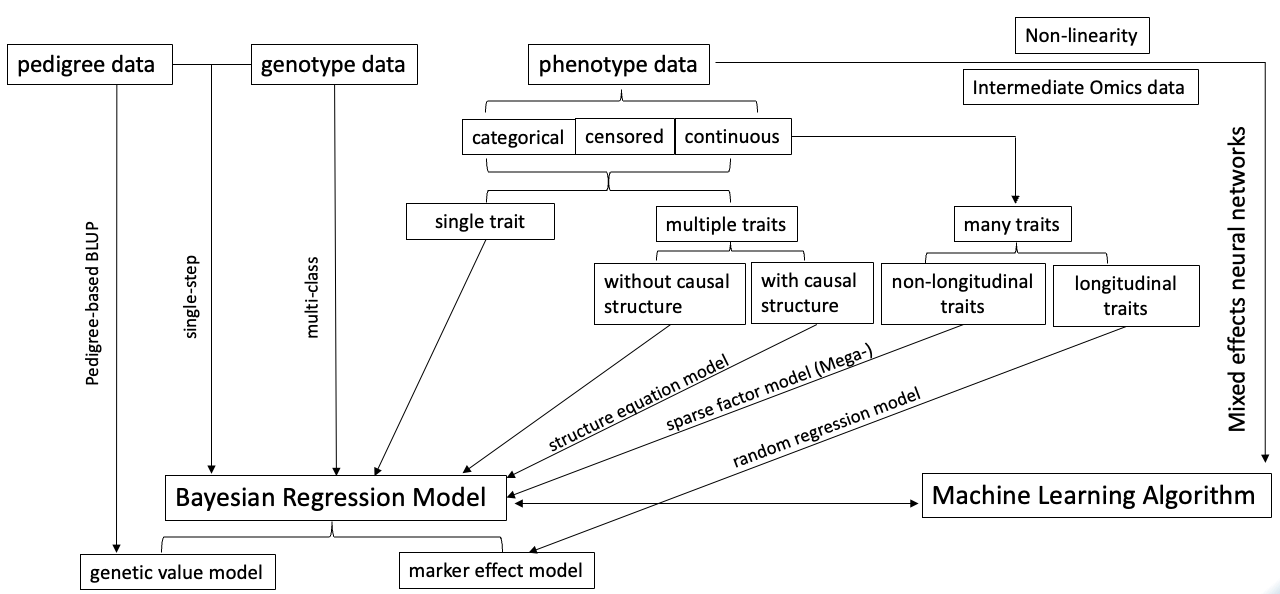 Non-linearity
pedigree data
genotype data
phenotype data
Intermediate Omics data
categorical
censored
continuous
single trait
multiple traits
many traits
without causal
structure
with causal
structure
non-longitudinal
traits
longitudinal
traits
Pedigree-based BLUP
single-step
multi-class
structure equation model
sparse factor model (Mega-)
random regression model
Mixed effects neural networks
Bayesian Regression Model
Machine Learning Algorithm
genetic value model
marker effect model